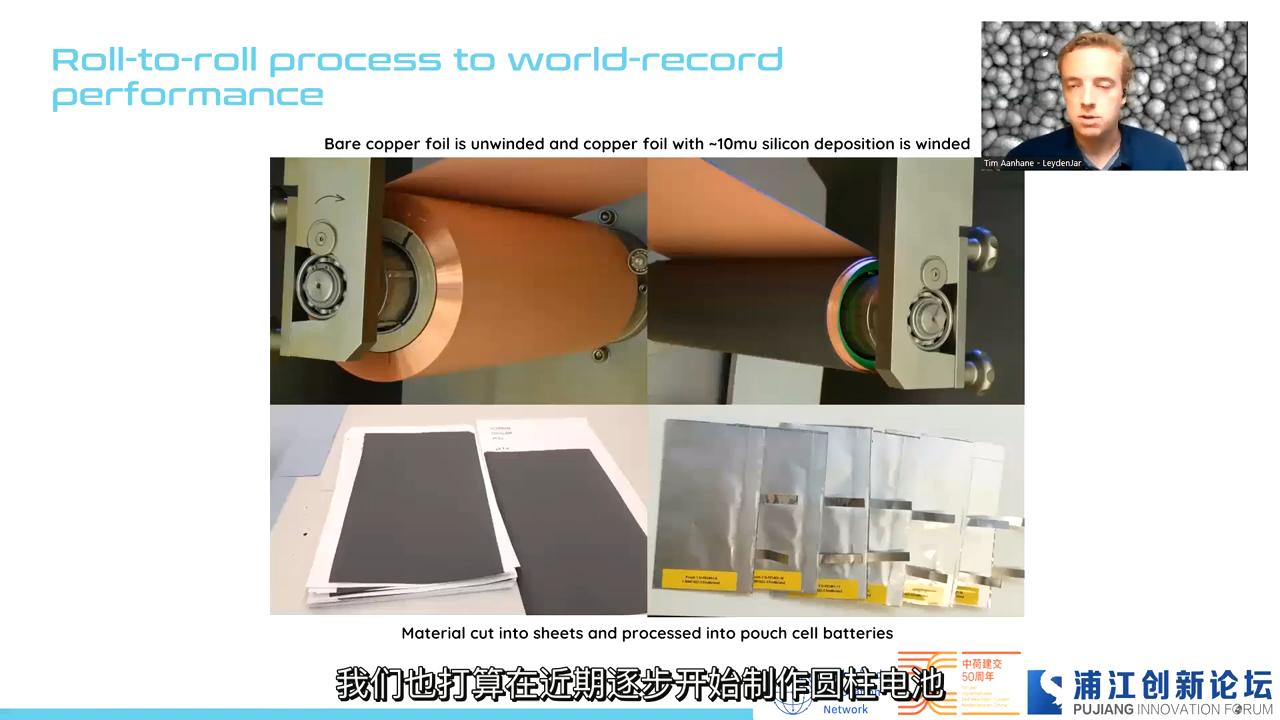 Roll-to-roll process to world-record
performance
Tim Aanhane - LeydenJar
Bare copper foil is unwinded and copper foil with ~10mu silicon deposition is winded
Material cut into sheets and processed into pouch cell batteries
我们也打算在近期逐步开始制作圆柱电池
Network
中荷建交
50周年
浦江创新论坛
PUJIANG INNOVATION FORUM